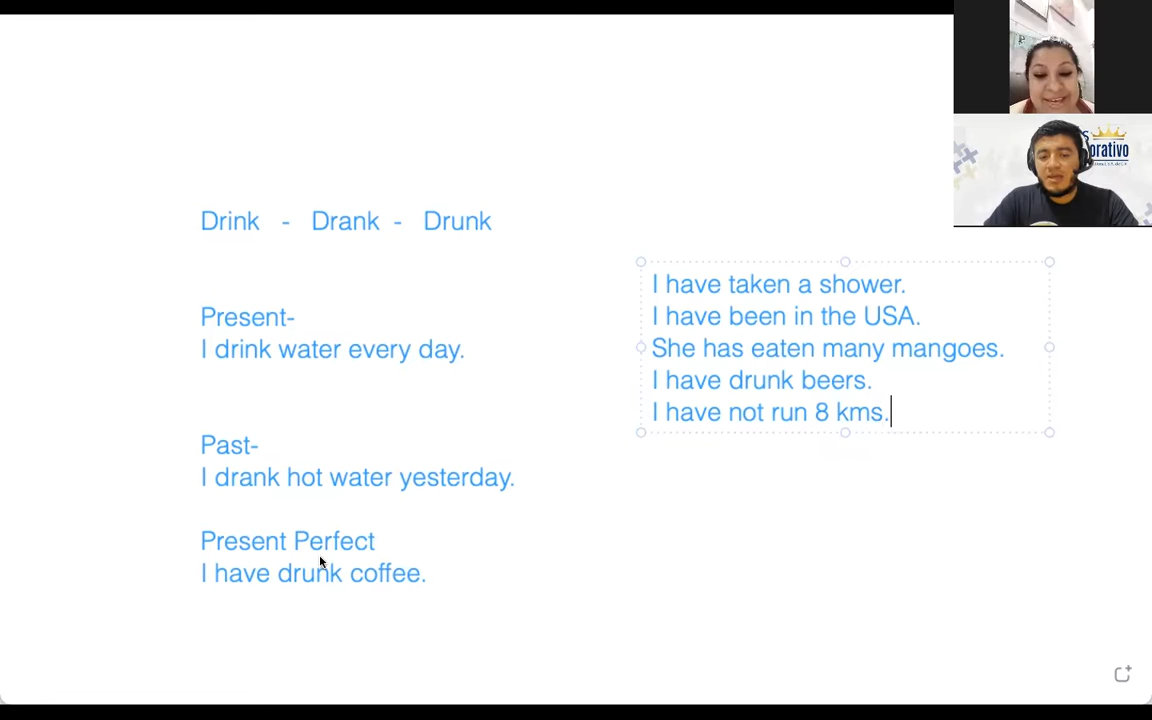 Drink - Drank - Drunk
Present-
I drink water every day.
Past-
I drank hot water yesterday.
Present Perfect
I have drunk coffee.
I have taken a shower.
I have been in the USA.
She has eaten many mangoes.
I have drunk beers.
I have not run 8 kms.
orativo